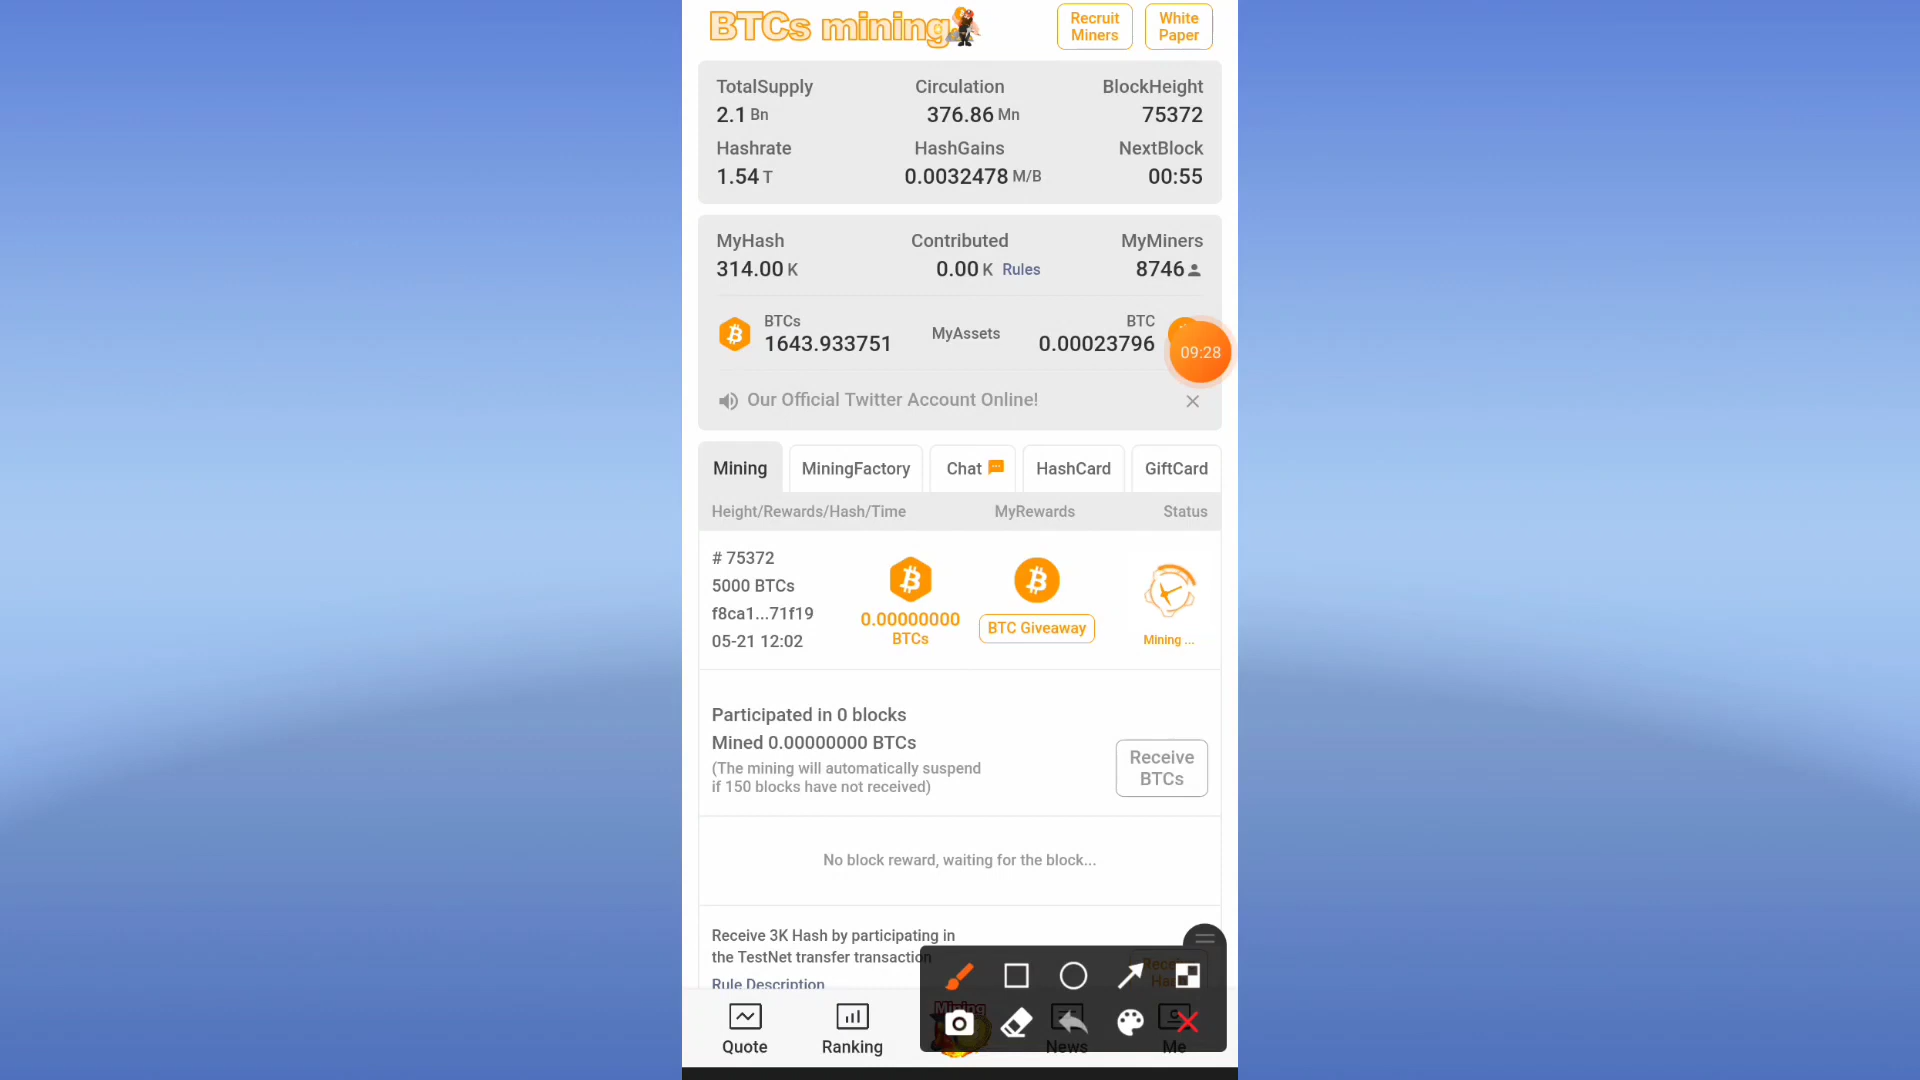 BTCs mining
Recruit Miners
White Paper
TotalSupply Circulation BlockHeight
2.1 Bn 376.86 Mn 75372
Hashrate HashGains NextBlock
1.54 T 0.0032478 M/B 00:55
MyHash Contributed MyMiners
314.00 K 0.00 K Rules 8746
BTCs MyAssets BTC
1643.933751 0.00023796
09:28
Our Official Twitter Account Online!
Mining MiningFactory Chat HashCard GiftCard
Height/Rewards/Hash/Time MyRewards Status
# 75372
5000 BTCs
f8ca1...71f19
05-21 12:02
0.00000000
BTCs
BTC Giveaway
Mining ...
Participated in 0 blocks
Mined 0.00000000 BTCs
(The mining will automatically suspend
if 150 blocks have not received)
Receive
BTCs
No block reward, waiting for the block...
Receive 3K Hash by participating in
the TestNet transfer transaction
Rule Description
Mining
Quote Ranking News Me